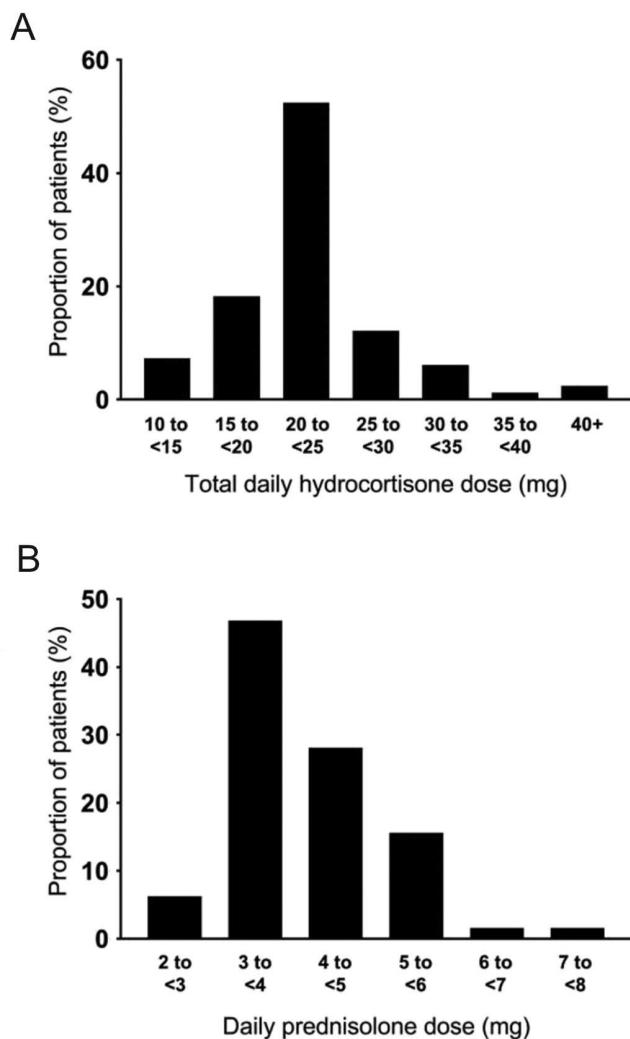 A
Proportion of patients (%)
60
40
20
0
10 to 15 to 20 to 25 to 30 to 35 to 40+
<15 <20 <25 <30 <35 <40
Total daily hydrocortisone dose (mg)
B
Proportion of patients (%)
50
40
30
20
10
0
2 to 3 to 4 to 5 to 6 to 7 to
<3 <4 <5 <6 <7 <8
Daily prednisolone dose (mg)